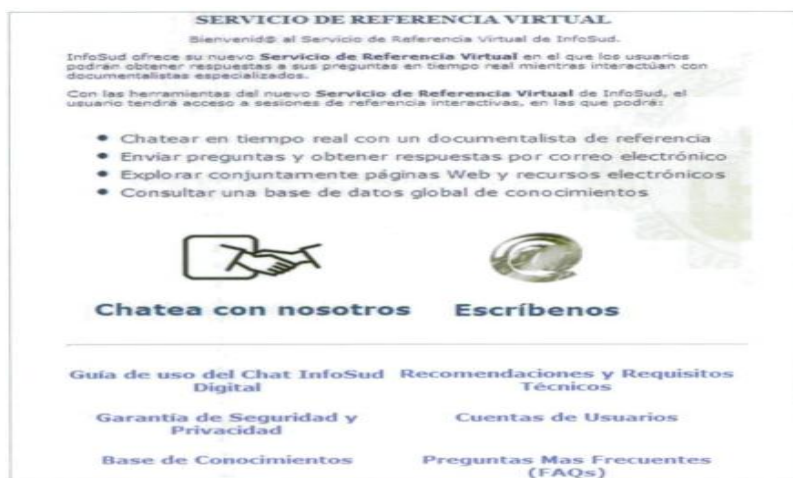 SERVICIO DE REFERENCIA VIRTUAL
Bienvenid@ al Servicio de Referencia Virtual de InfoSud.
InfoSud ofrece su nuevo Servicio de Referencia Virtual en el que los usuarios
podrán obtener respuestas a sus preguntas en tiempo real mientras interactúan con
documentalistas especializados.
Con las herramientas del nuevo Servicio de Referencia Virtual de InfoSud, el
usuario tendrá acceso a sesiones de referencia interactivas, en las que podrá:
• Chatear en tiempo real con un documentalista de referencia
• Enviar preguntas y obtener respuestas por correo electrónico
• Explorar conjuntamente páginas Web y recursos electrónicos
• Consultar una base de datos global de conocimientos
Chatea con nosotros
Escríbenos
Guía de uso del Chat InfoSud
Digital
Recomendaciones y Requisitos
Técnicos
Garantía de Seguridad y
Privacidad
Cuentas de Usuarios
Base de Conocimientos
Preguntas Mas Frecuentes
(FAQs)